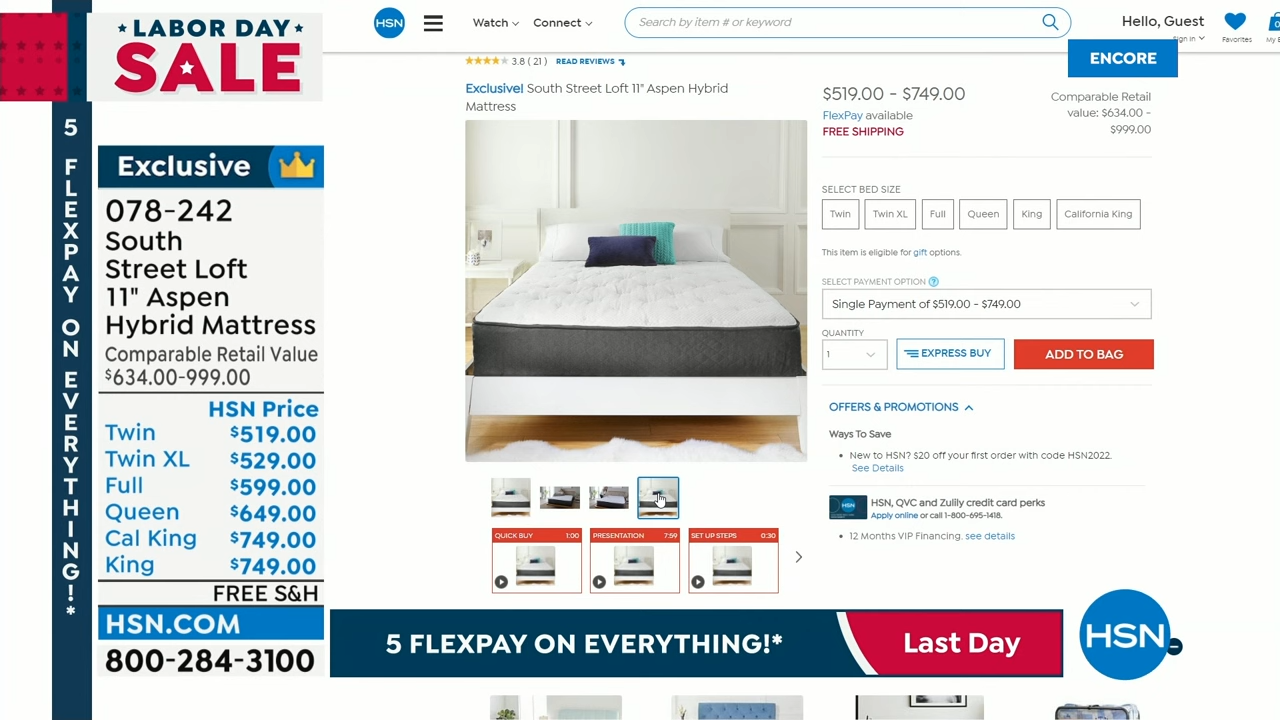 LABOR DAY
SALE
5 FLEXPAY ON EVERYTHING!*
Exclusive
078-242
South
Street Loft
11" Aspen
Hybrid Mattress
Comparable Retail Value
$634.00-999.00
HSN Price
Twin $519.00
Twin XL $529.00
Full $599.00
Queen $649.00
Cal King $749.00
King $749.00
FREE S&H
HSN.COM
800-284-3100
HSN
Watch
Connect
Search by item # or keyword
Hello, Guest
Sign In
Favorites
0
ENCORE
3.8 ( 21 ) READ REVIEWS
Exclusive! South Street Loft 11" Aspen Hybrid
Mattress
$519.00 - $749.00
FlexPay available
FREE SHIPPING
Comparable Retail
value: $634.00 -
$999.00
SELECT BED SIZE
Twin Twin XL Full Queen King California King
This item is eligible for gift options.
SELECT PAYMENT OPTION ?
Single Payment of $519.00 - $749.00
QUANTITY
1 EXPRESS BUY ADD TO BAG
OFFERS & PROMOTIONS
Ways To Save
• New to HSN? $20 off your first order with code HSN2022.
See Details
HSN
HSN, QVC and Zulily credit card perks
Apply online or call 1-800-695-1418.
• 12 Months VIP Financing. see details
QUICK BUY 1:00
PRESENTATION 7:59
SET UP STEPS 0:30
5 FLEXPAY ON EVERYTHING!*
Last Day
HSN